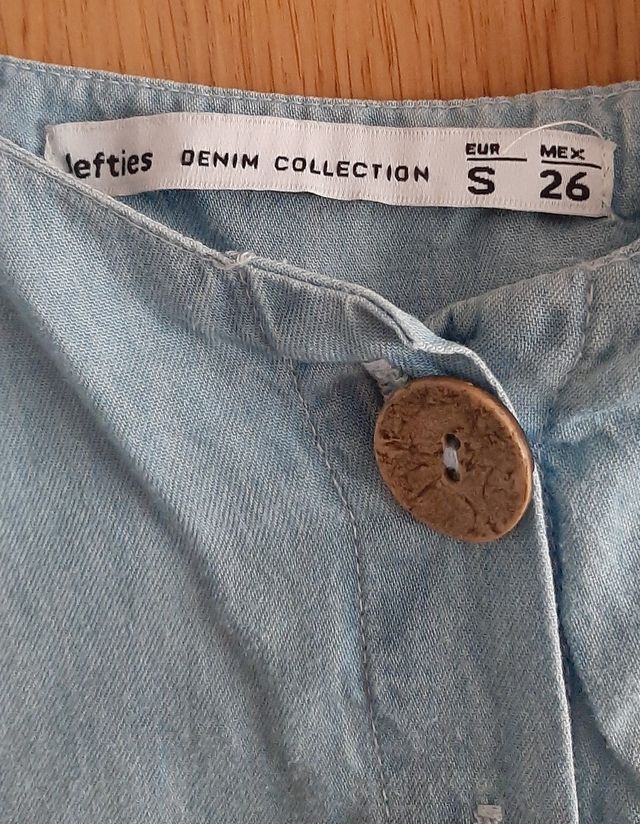 lefties DENIM COLLECTION
EUR MEX
S 26